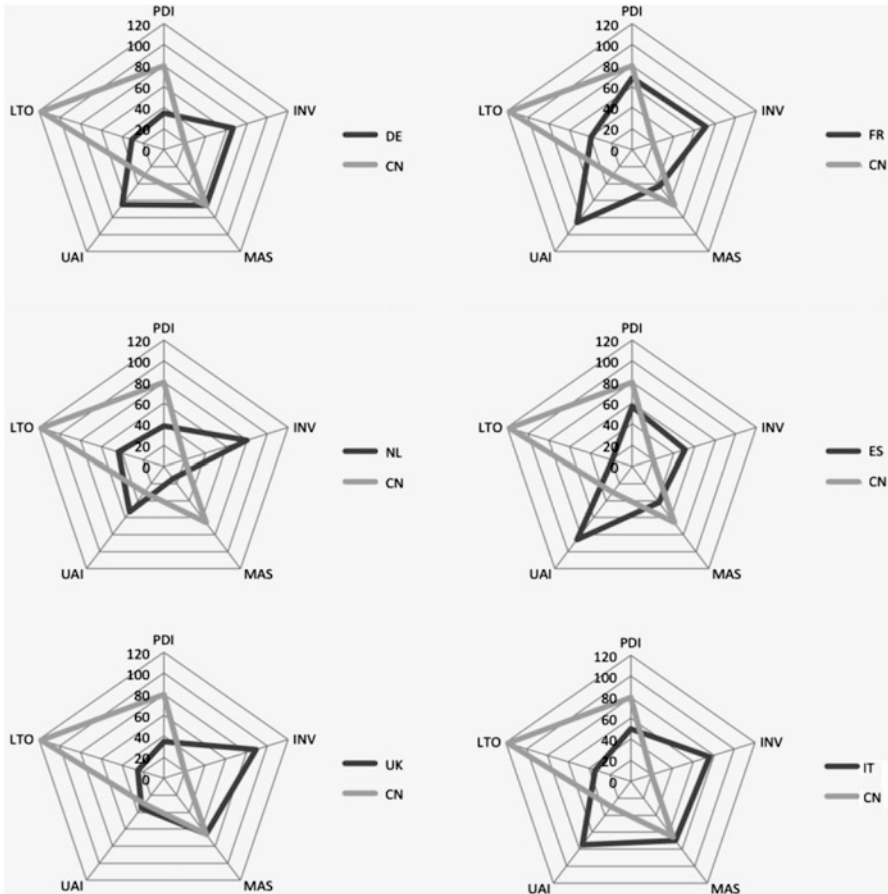 PDI
120
100
80
60
40
20
0
LTO
INV
UAI
MAS
DE
CN
PDI
120
100
80
60
40
20
0
LTO
INV
UAI
MAS
FR
CN
PDI
120
100
80
60
40
20
0
LTO
INV
UAI
MAS
NL
CN
PDI
120
100
80
60
40
20
0
LTO
INV
UAI
MAS
ES
CN
PDI
120
100
80
60
40
20
0
LTO
INV
UAI
MAS
UK
CN
PDI
120
100
80
60
40
20
0
LTO
INV
UAI
MAS
IT
CN